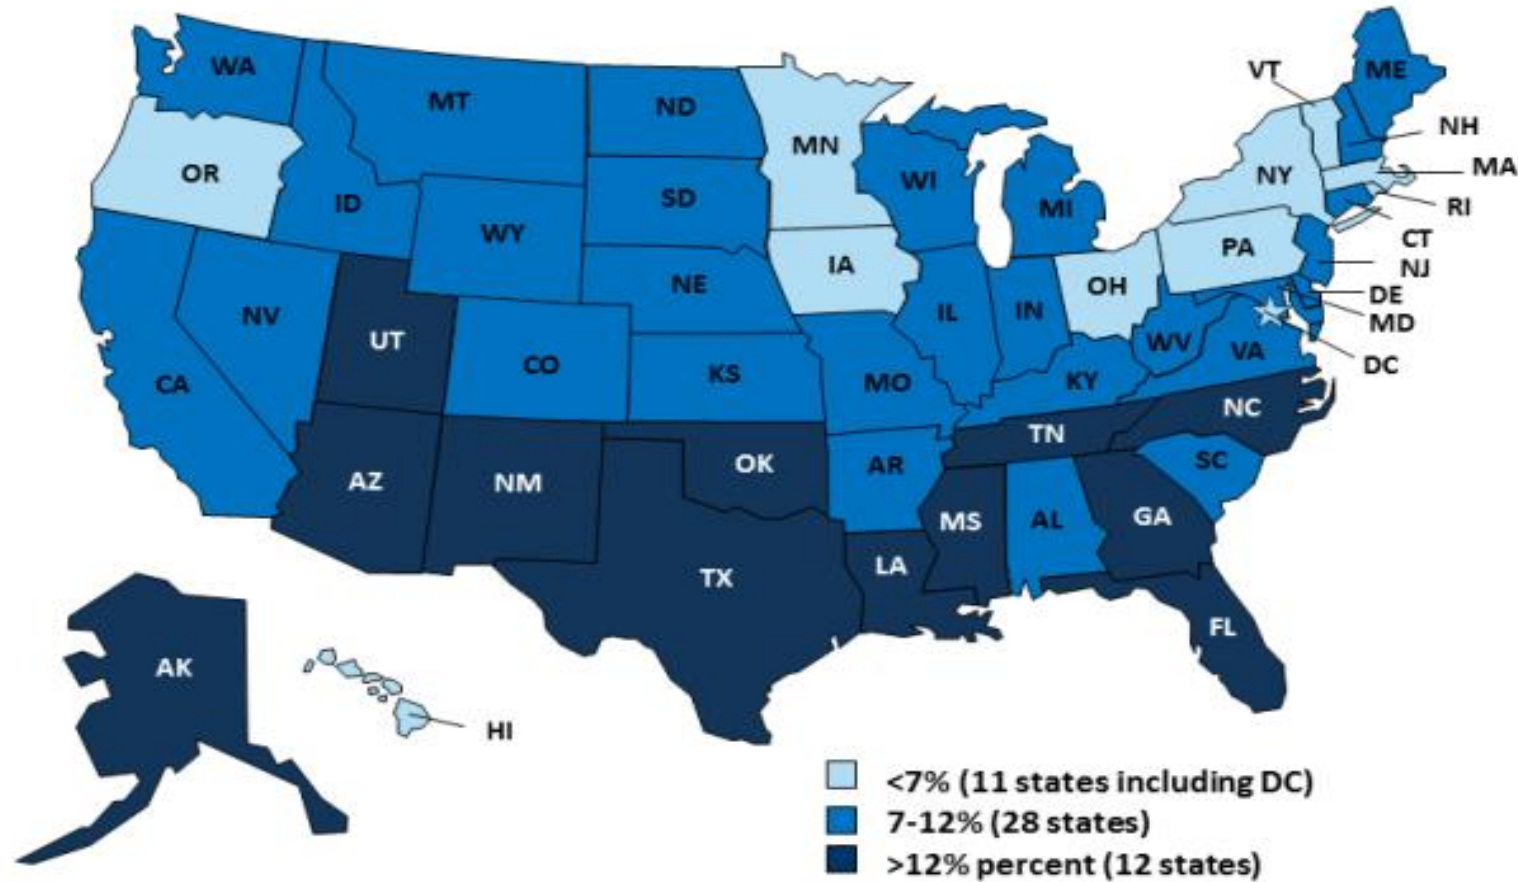 WA
MT
ND
MN
VT
ME
NH
OR
ID
SD
WI
MI
NY
MA
RI
WY
CT
PA
NJ
IA
NE
OH
DE
NV
IL
IN
MD
UT
WV
VA
DC
CO
KS
CA
MO
KY
NC
TN
OK
AR
SC
AZ
NM
MS
AL
GA
LA
TX
FL
AK
HI
<7% (11 states including DC)
7-12% (28 states)
>12% percent (12 states)